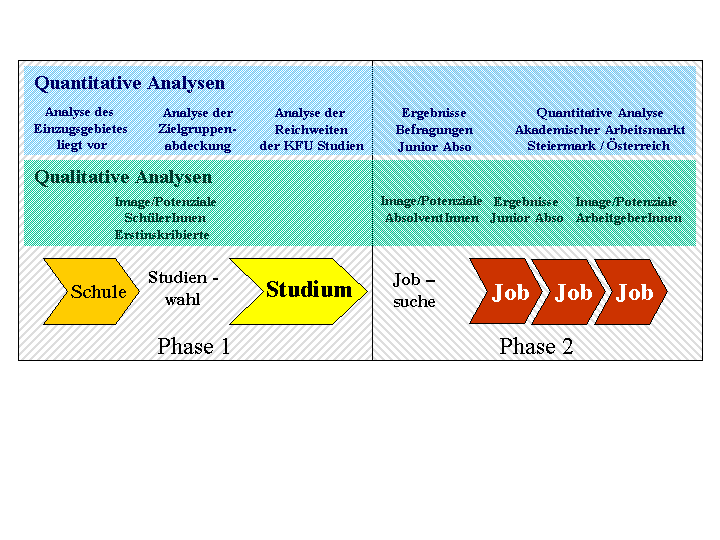 Quantitative Analysen
Analyse des
Einzugsgebietes
liegt vor
Analyse der
Zielgruppen-
abdeckung
Analyse der
Reichweiten
der KFU Studien
Ergebnisse
Befragungen
Junior Abso
Quantitative Analyse
Akademischer Arbeitsmarkt
Steiermark / Österreich
Qualitative Analysen
Image/Potenziale
SchülerInnen
Erstinskribierte
Image/Potenziale
AbsolventInnen
Ergebnisse
Junior Abso
Image/Potenziale
ArbeitgeberInnen
Schule
Studien -
wahl
Studium
Job –
suche
Job
Job
Job
Phase 1
Phase 2